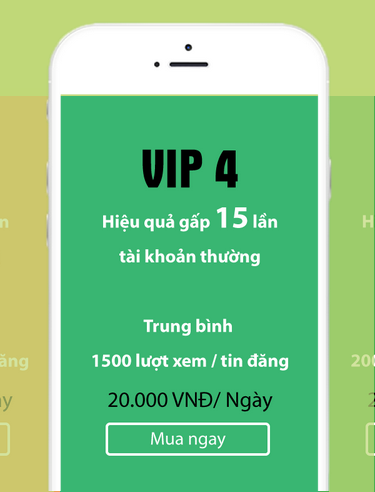 VIP 4
Hiệu quả gấp 15 lần
tài khoản thường
Trung bình
1500 lượt xem / tin đăng
20.000 VNĐ/ Ngày
Mua ngay